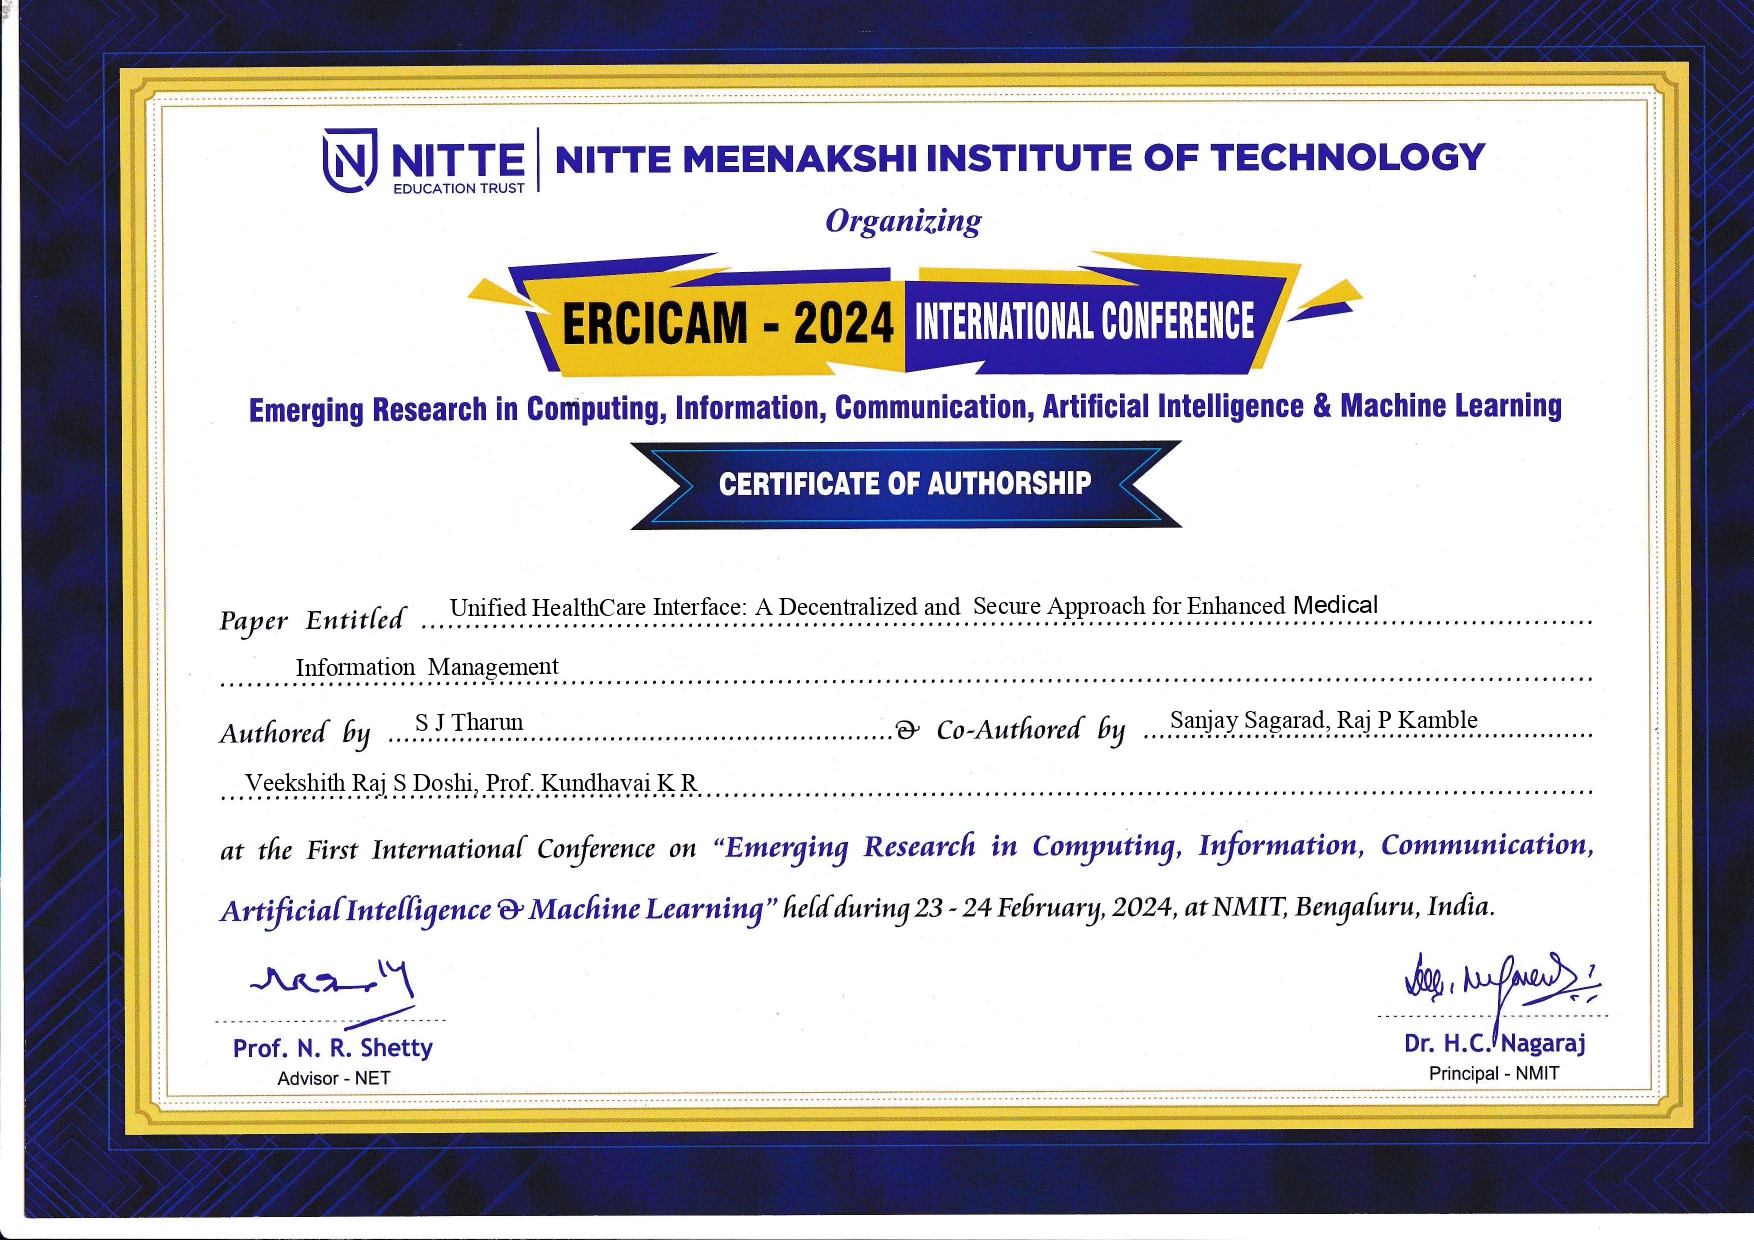 NITTE
EDUCATION TRUST
NITTE MEENAKSHI INSTITUTE OF TECHNOLOGY
Organizing
ERCICAM - 2024 INTERNATIONAL CONFERENCE
Emerging Research in Computing, Information, Communication, Artificial Intelligence & Machine Learning
CERTIFICATE OF AUTHORSHIP
Paper Entitled Unified HealthCare Interface: A Decentralized and Secure Approach for Enhanced Medical
Information Management
Authored by S J Tharun & Co-Authored by Sanjay Sagarad, Raj P Kamble
Veekshith Raj S Doshi, Prof. Kundhavai K R
at the First International Conference on “Emerging Research in Computing, Information, Communication,
Artificial Intelligence & Machine Learning” held during 23 - 24 February, 2024, at NMIT, Bengaluru, India.
Prof. N. R. Shetty
Advisor - NET
Dr. H.C. Nagaraj
Principal - NMIT